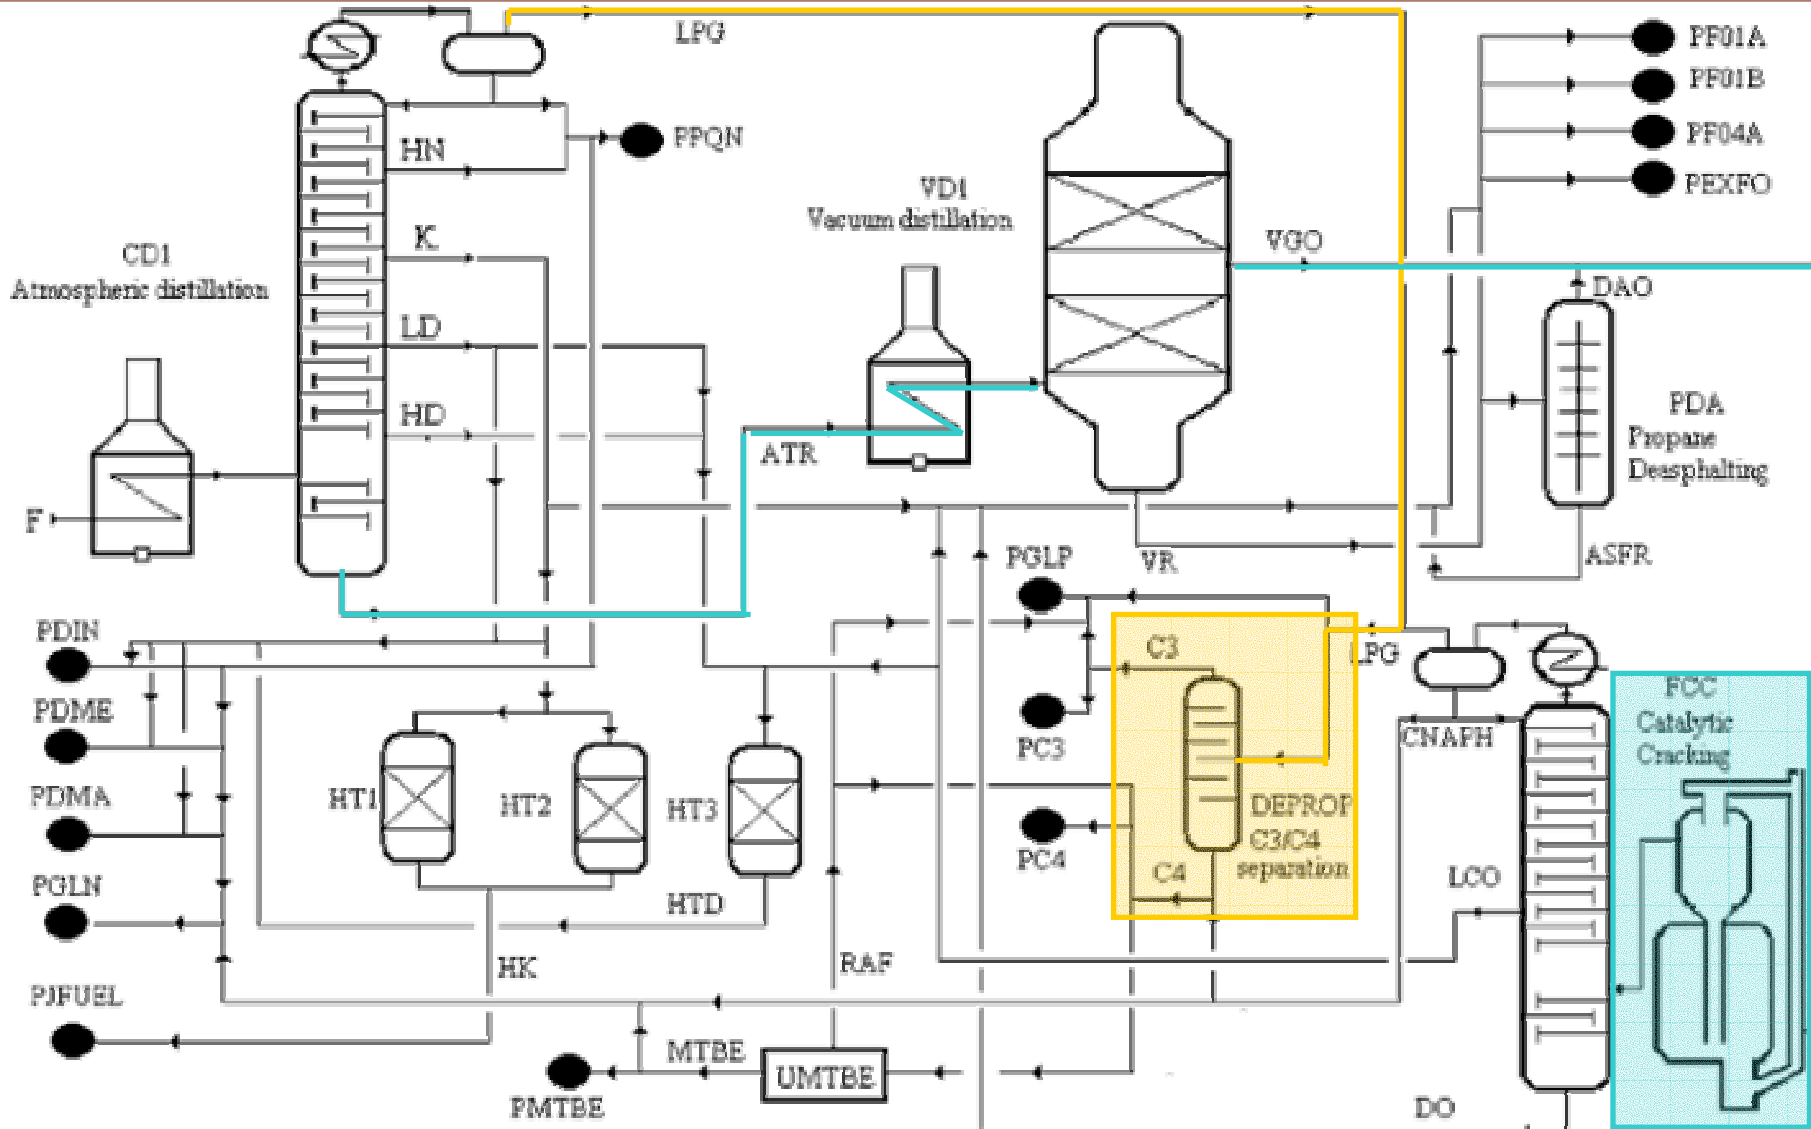 LPG
PF01A
PF01B
PF04A
PEXFO
PPQN
HN
VD1
Vacuum distillation
K
VGO
CD1
Atmospheric distillation
DAO
LD
HD
PDA
Propane
Deasphalting
ATR
F
PGLP
VR
ASFR
PDIN
C3
LPG
FCC
Catalytic
Cracking
PDME
PC3
CNAPH
PDMA
HT1
HT2
HT3
DEPROP
C3/C4
separation
PC4
C4
PGLN
HTD
LCO
HK
RAF
PJFUEL
MTBE
UMTBE
PMTBE
DO